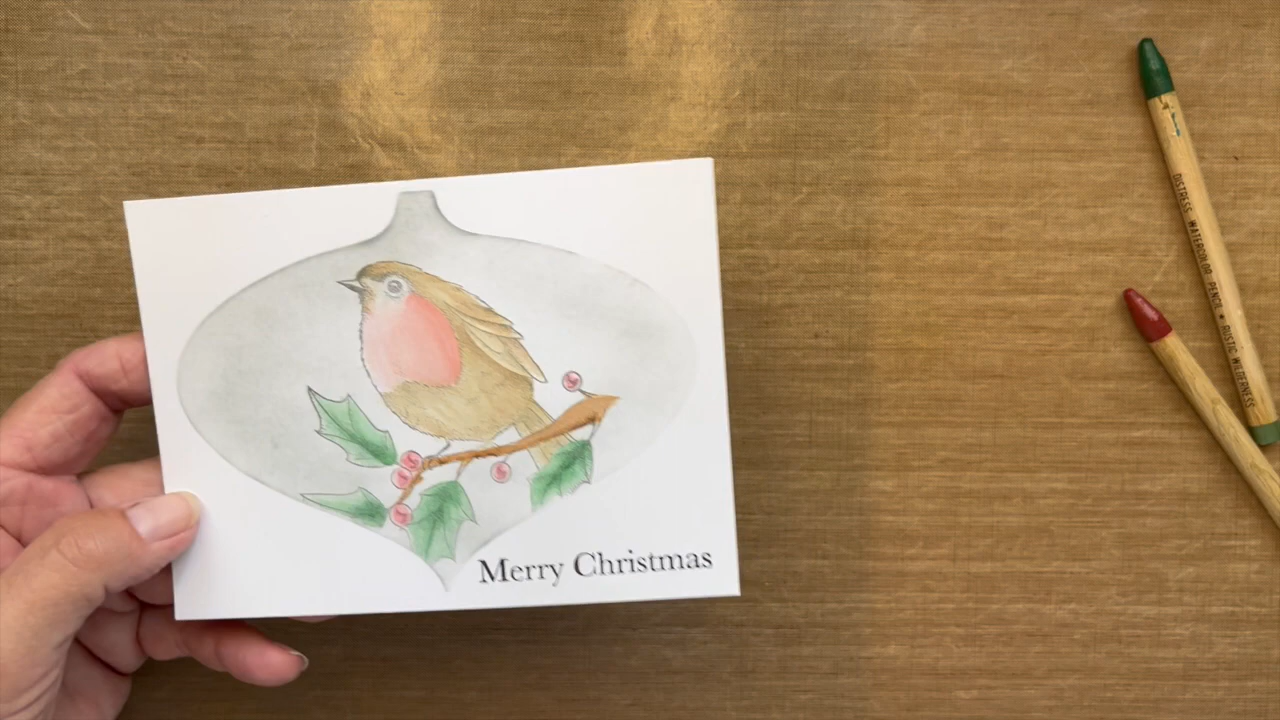 Merry Christmas
DISTRESS WATERCOLOR PENCIL ★ RUSTIC WILDERNESS